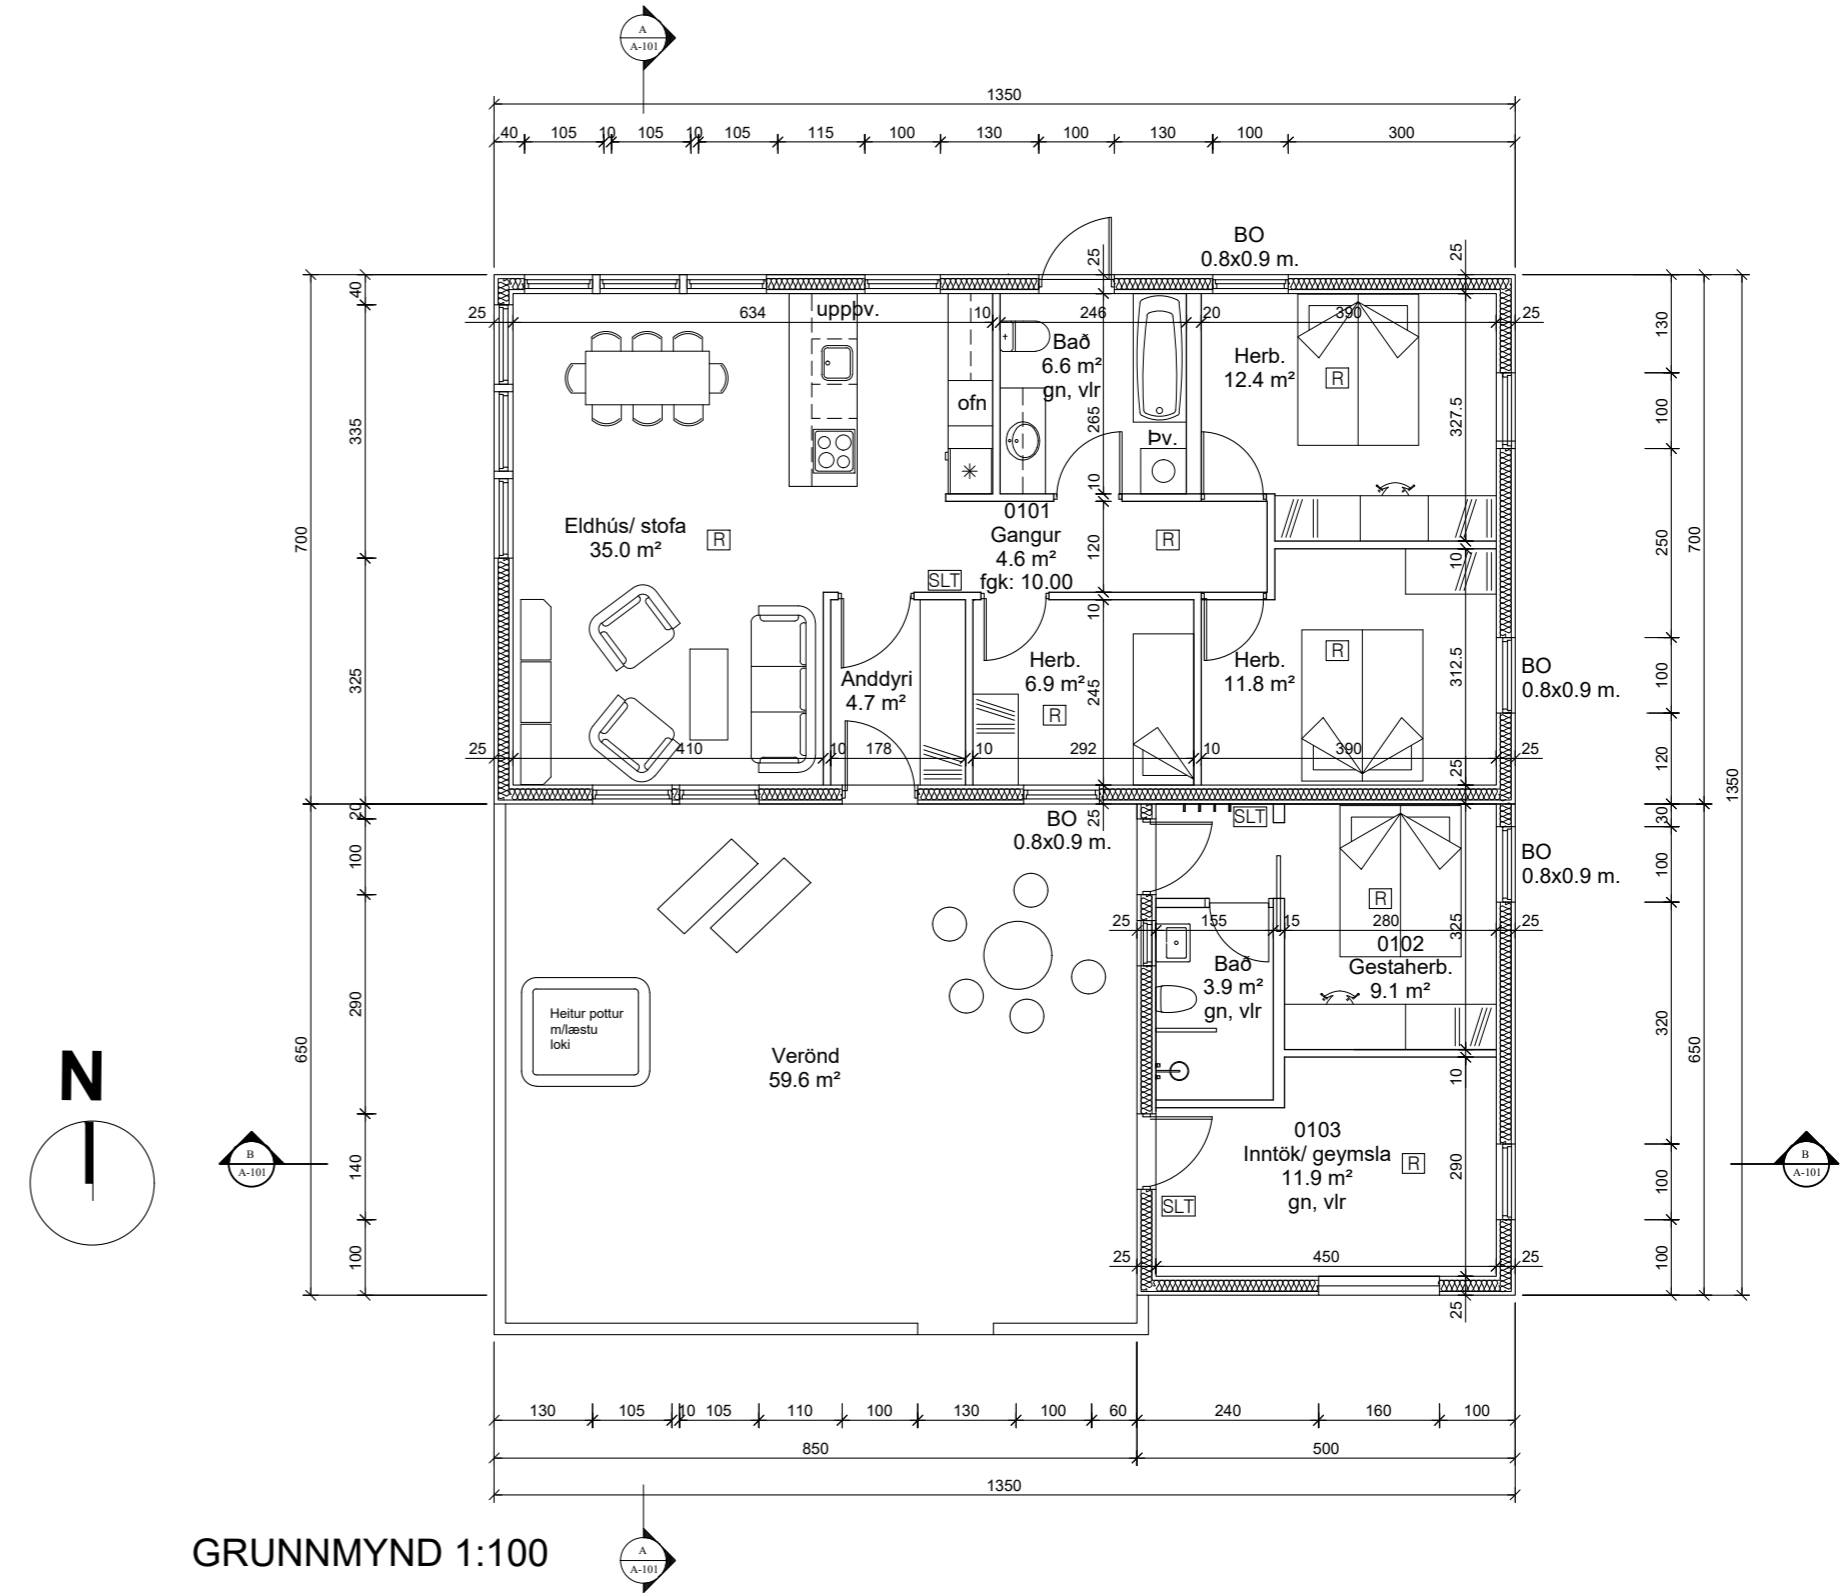 A
A-101
1350
40 105 10 105 10 105 115 100 130 100 130 100 300
BO
0.8x0.9 m.
25
25
40
130
25 634 uppþv. 10 246 20 390 25
Bað
6.6 m²
gn, vlr
Herb.
12.4 m²
R
ofn
335
265
Þv.
327.5
100
10
0101
Gangur
4.6 m²
fgk: 10.00
Eldhús/ stofa
35.0 m²
R
R
700
120
10
250
700
SLT
10
Herb.
6.9 m²
R
Herb.
11.8 m²
R
Anddyri
4.7 m²
325
245
312.5
100
BO
0.8x0.9 m.
25 410 10 178 10 292 10 390 25
25
120
1350
20
BO
0.8x0.9 m.
25
SLT
30
100
BO
0.8x0.9 m.
100
R
25 155 15 280 325 25
0102
Gestaherb.
9.1 m²
Bað
3.9 m²
gn, vlr
290
Heitur pottur
m/læstu
loki
Verönd
59.6 m²
320
650
650
N
10
0103
Inntök/ geymsla
11.9 m²
gn, vlr
R
B
A-101
140
290
100
B
A-101
SLT
100
25 450 25
100
25
130 105 10 105 110 100 130 100 60 240 160 100
850 500
1350
GRUNNMYND 1:100
A
A-101